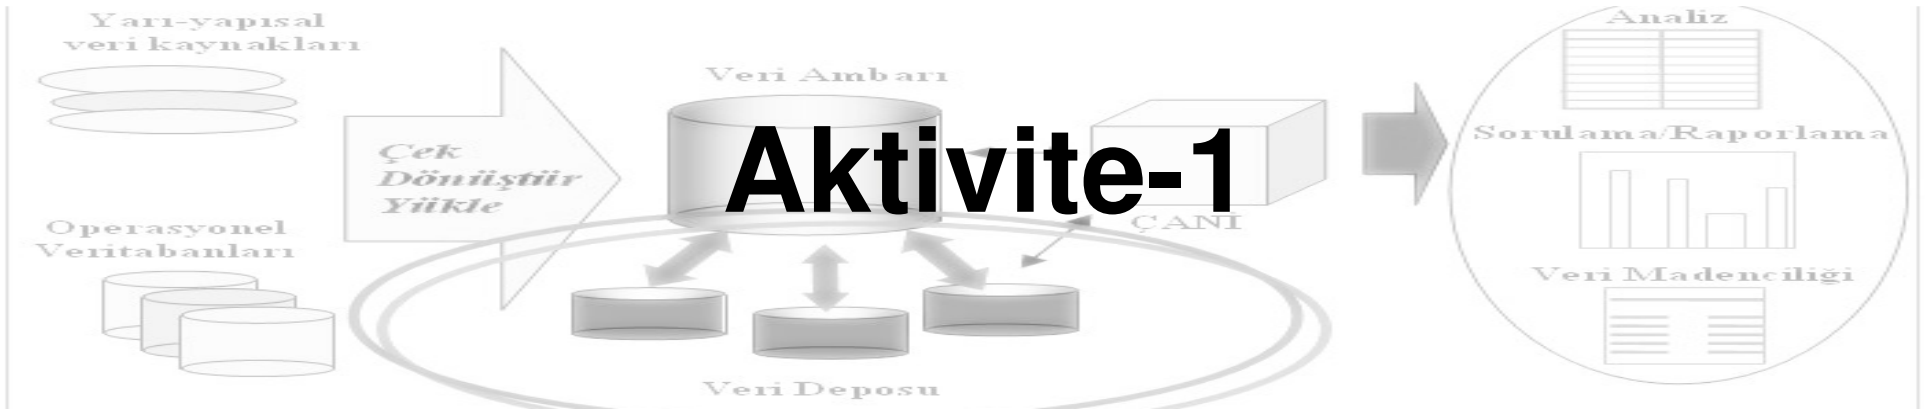 Yarı-yapısal
veri kaynakları
Operasyonel
Veritabanları
Çek
Dönüştür
Yükle
Veri Ambarı
Aktivite-1
ÇANİ
Veri Deposu
Analiz
Sorulama/Raporlama
Veri Madenciliği